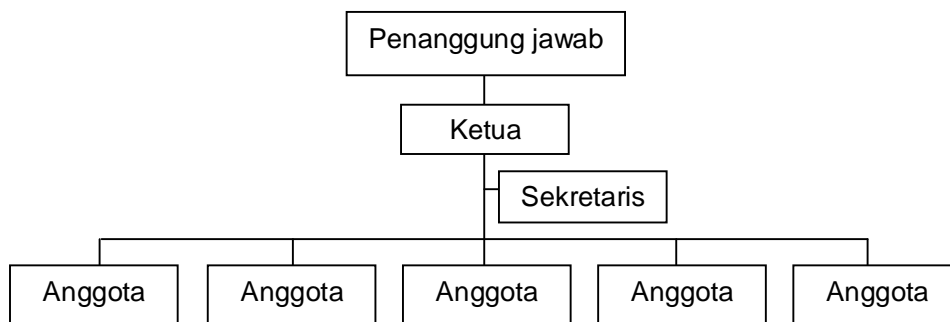 Penanggung jawab
Ketua
Sekretaris
Anggota
Anggota
Anggota
Anggota
Anggota